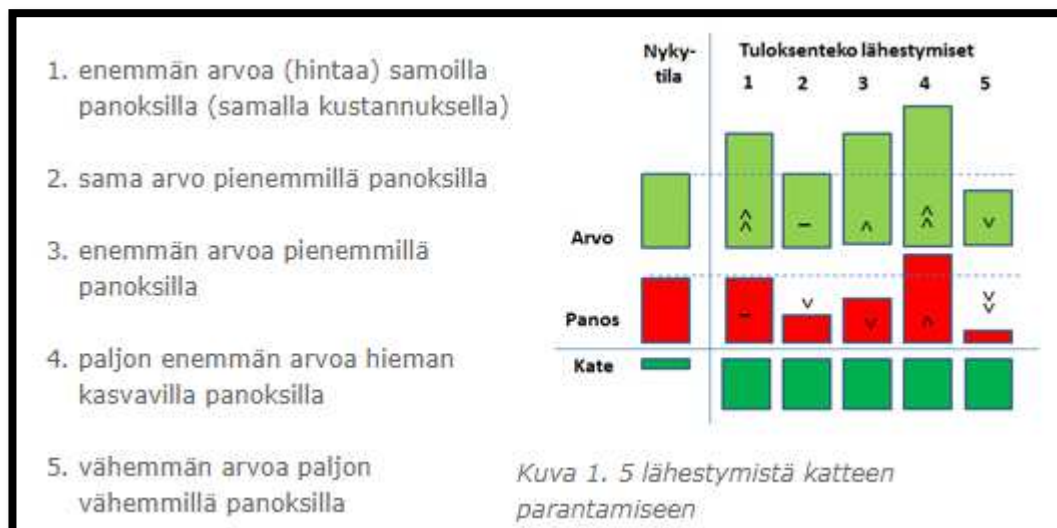 1. enemmän arvoa (hintaa) samoilla
panoksilla (samalla kustannuksella)
2. sama arvo pienemmillä panoksilla
3. enemmän arvoa pienemmillä
panoksilla
4. paljon enemmän arvoa hieman
kasvavilla panoksilla
5. vähemmän arvoa paljon
vähemmillä panoksilla
Nyky-
tila
Tuloksenteko lähestymiset
1 2 3 4 5
Arvo
Panos
Kate
Kuva 1. 5 lähestymistä katteen
parantamiseen